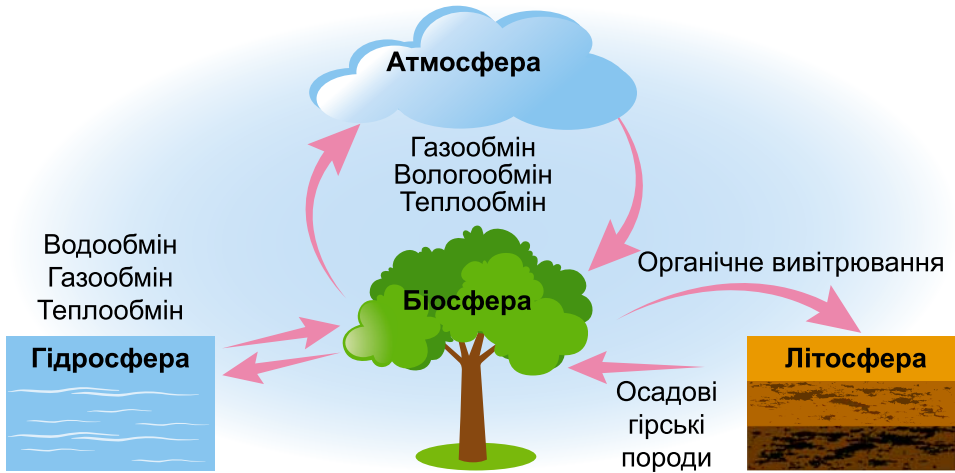 Атмосфера
Газообмін
Вологообмін
Теплообмін
Водообмін
Газообмін
Теплообмін
Органічне вивітрювання
Біосфера
Гідросфера
Літосфера
Осадові
гірські
породи